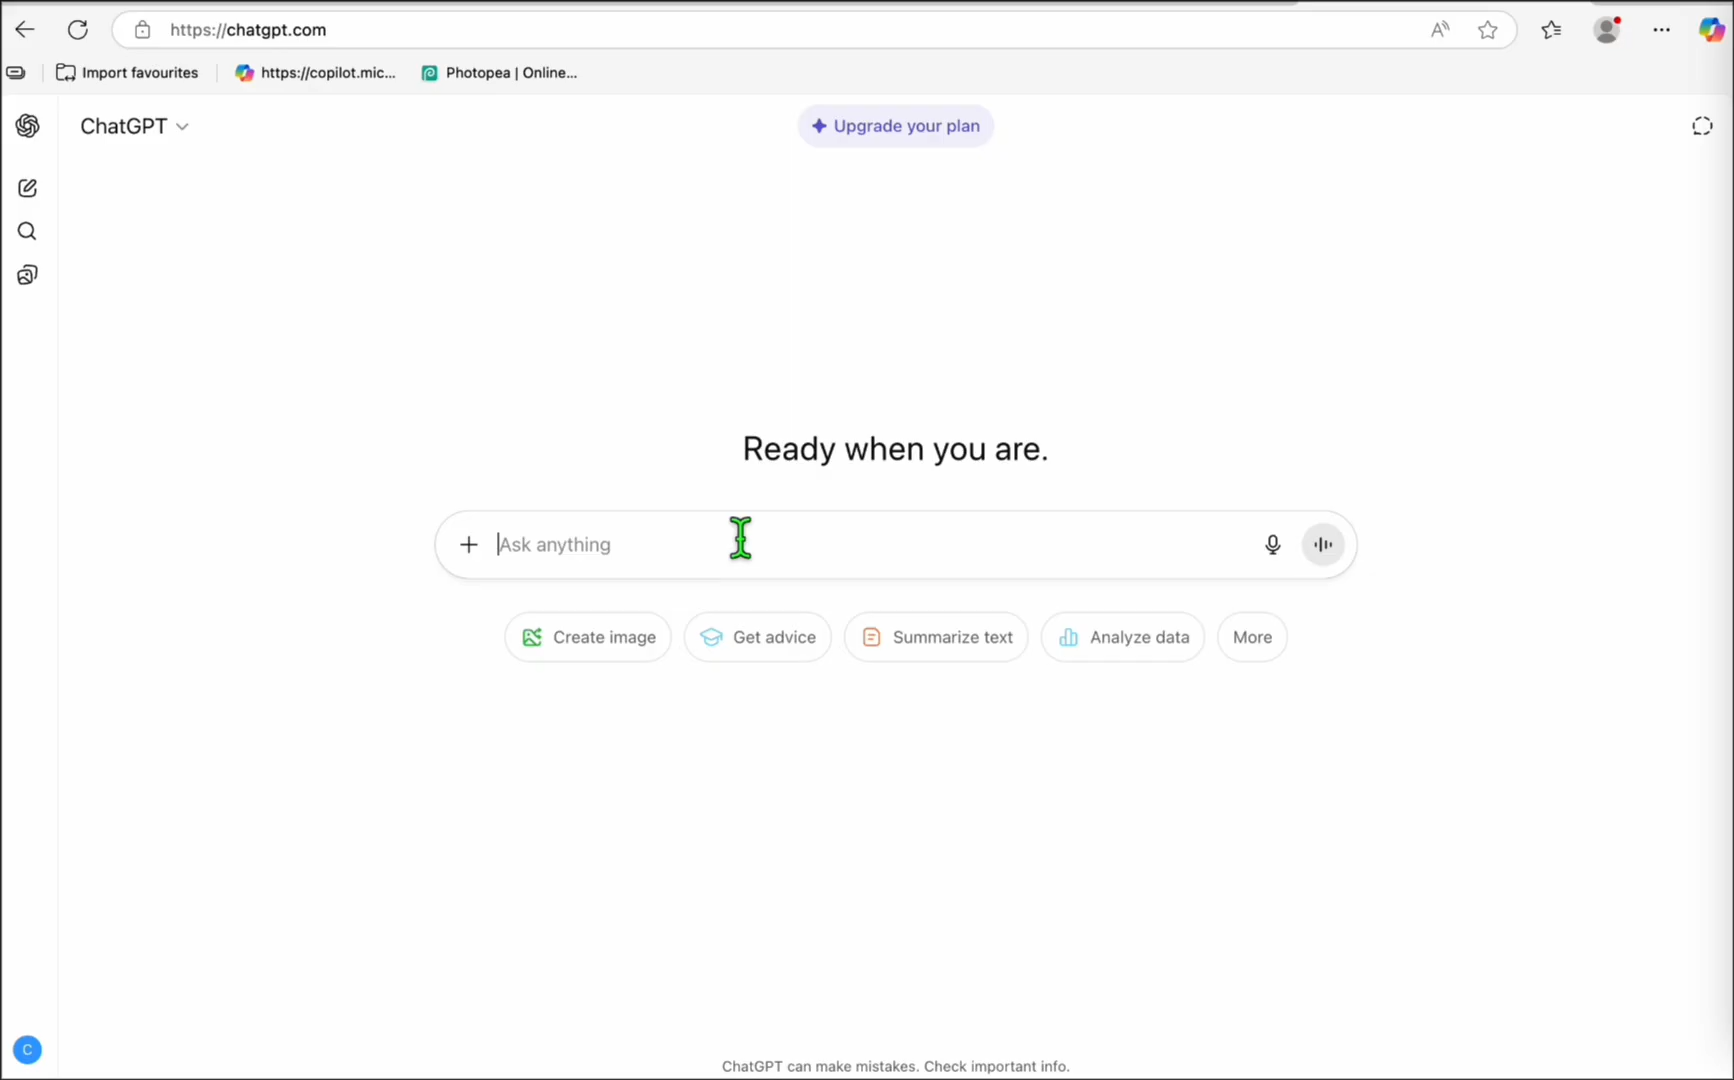 https://chatgpt.com
Import favourites
https://copilot.mic...
Photopea | Online...
ChatGPT
Upgrade your plan
Ready when you are.
Ask anything
Create image
Get advice
Summarize text
Analyze data
More
C
ChatGPT can make mistakes. Check important info.